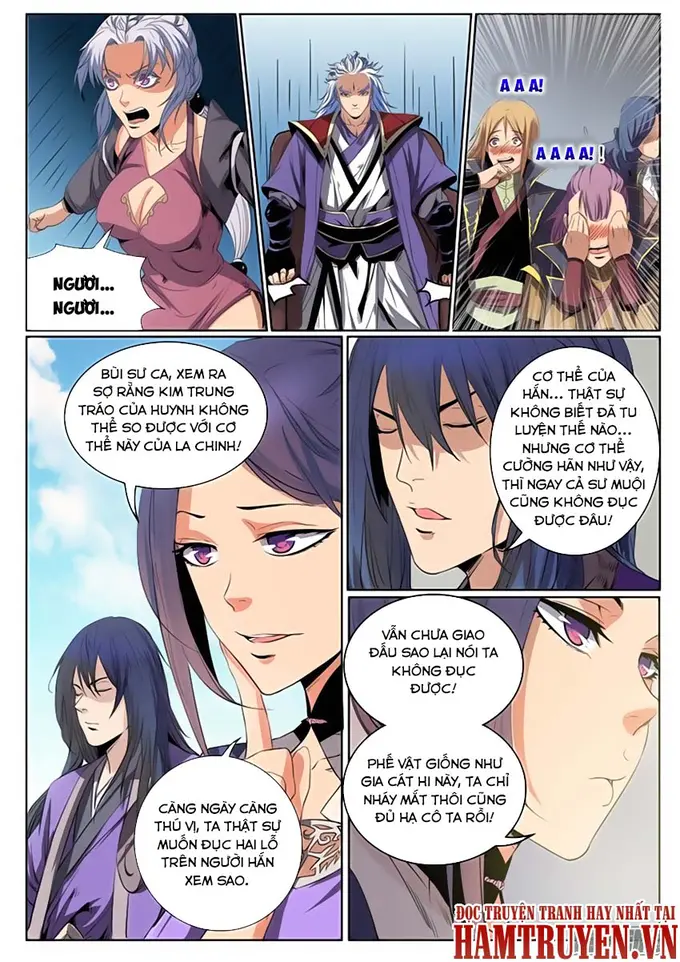 NGƯƠI...
NGƯƠI...
A A A!
A A A A! !
BÙI SƯ CA, XEM RA
SỢ RẰNG KIM TRUNG
TRÁO CỦA HUYNH KHÔNG
THỂ SO ĐƯỢC VỚI CƠ
THỂ NÀY CỦA LA CHINH!
CƠ THỂ CỦA
HẮN... THẬT SỰ
KHÔNG BIẾT ĐÃ TU
LUYỆN THẾ NÀO...
NHƯNG CƠ THỂ
CƯỜNG HÃN NHƯ VẬY,
THÌ NGAY CẢ SƯ MUỘI
CŨNG KHÔNG ĐỤC
ĐƯỢC ĐÂU!
CÀNG NGÀY CÀNG
THÚ VỊ, TA THẬT SỰ
MUỐN ĐỤC HAI LỖ
TRÊN NGƯỜI HẮN
XEM SAO.
VẪN CHƯA GIAO
ĐẤU SAO LẠI NÓI TA
KHÔNG ĐỤC
ĐƯỢC!
PHẾ VẬT GIỐNG NHƯ
GIA CÁT HI NÀY, TA CHỈ
NHÁY MẮT THÔI CŨNG
ĐỦ HẠ CÔ TA RỒI!
ĐỌC TRUYỆN TRANH HAY NHẤT TẠI
HAMTRUYEN.VN